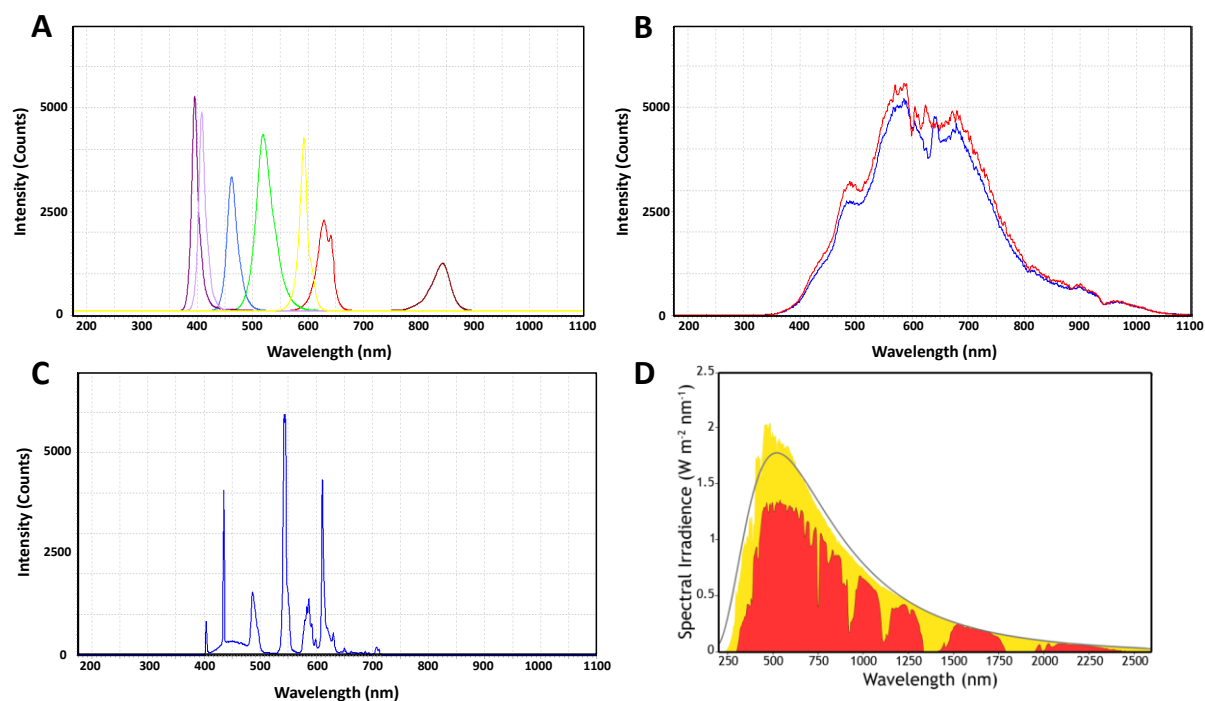 A
Intensity (Counts)
5000
2500
0
200 300 400 500 600 700 800 900 1000 1100
Wavelength (nm)
B
Intensity (Counts)
5000
2500
0
200 300 400 500 600 700 800 900 1000 1100
Wavelength (nm)
C
Intensity (Counts)
5000
2500
0
200 300 400 500 600 700 800 900 1000 1100
Wavelength (nm)
D
Spectral Irradience (W m⁻² nm⁻¹)
2.5
2
1.5
1
0.5
0
250 500 750 1000 1250 1500 1750 2000 2250 2500
Wavelength (nm)